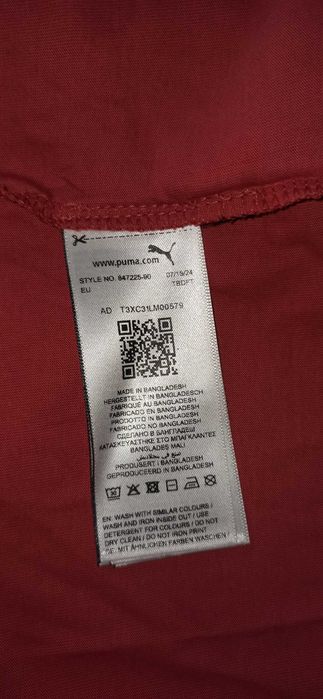 www.puma.com
STYLE NO. 847225-90 07/19/24
EU TBDFT
AD T3XC31LM00579
MADE IN BANGLADESH
HERGESTELLT IN BANGLADESCH
FABRIQUÉ AU BANGLADESH
FABRICADO EN BANGLADESH
PRODOTTO IN BANGLADESH
FABRICADO NO BANGLADESH
СДЕЛАНО В БАНГЛАДЕШ
ΚΑΤΑΣΚΕΥΑΣΤΗΚΕ ΣΤΟ ΜΠΑΓΚΛΑΝΤΕΣ
BANGLADEŞ MALI
صنع في بنجلاديش
PRODUSERT I BANGLADESH
GEPRODUCEERD IN BANGLADESH
EN: WASH WITH SIMILAR COLOURS /
WASH AND IRON INSIDE OUT / USE
DETERGENT FOR COLOURS / DO NOT
DRY CLEAN / DO NOT IRON PRINT
DE: MIT ÄHNLICHEN FARBEN WASCHEN /